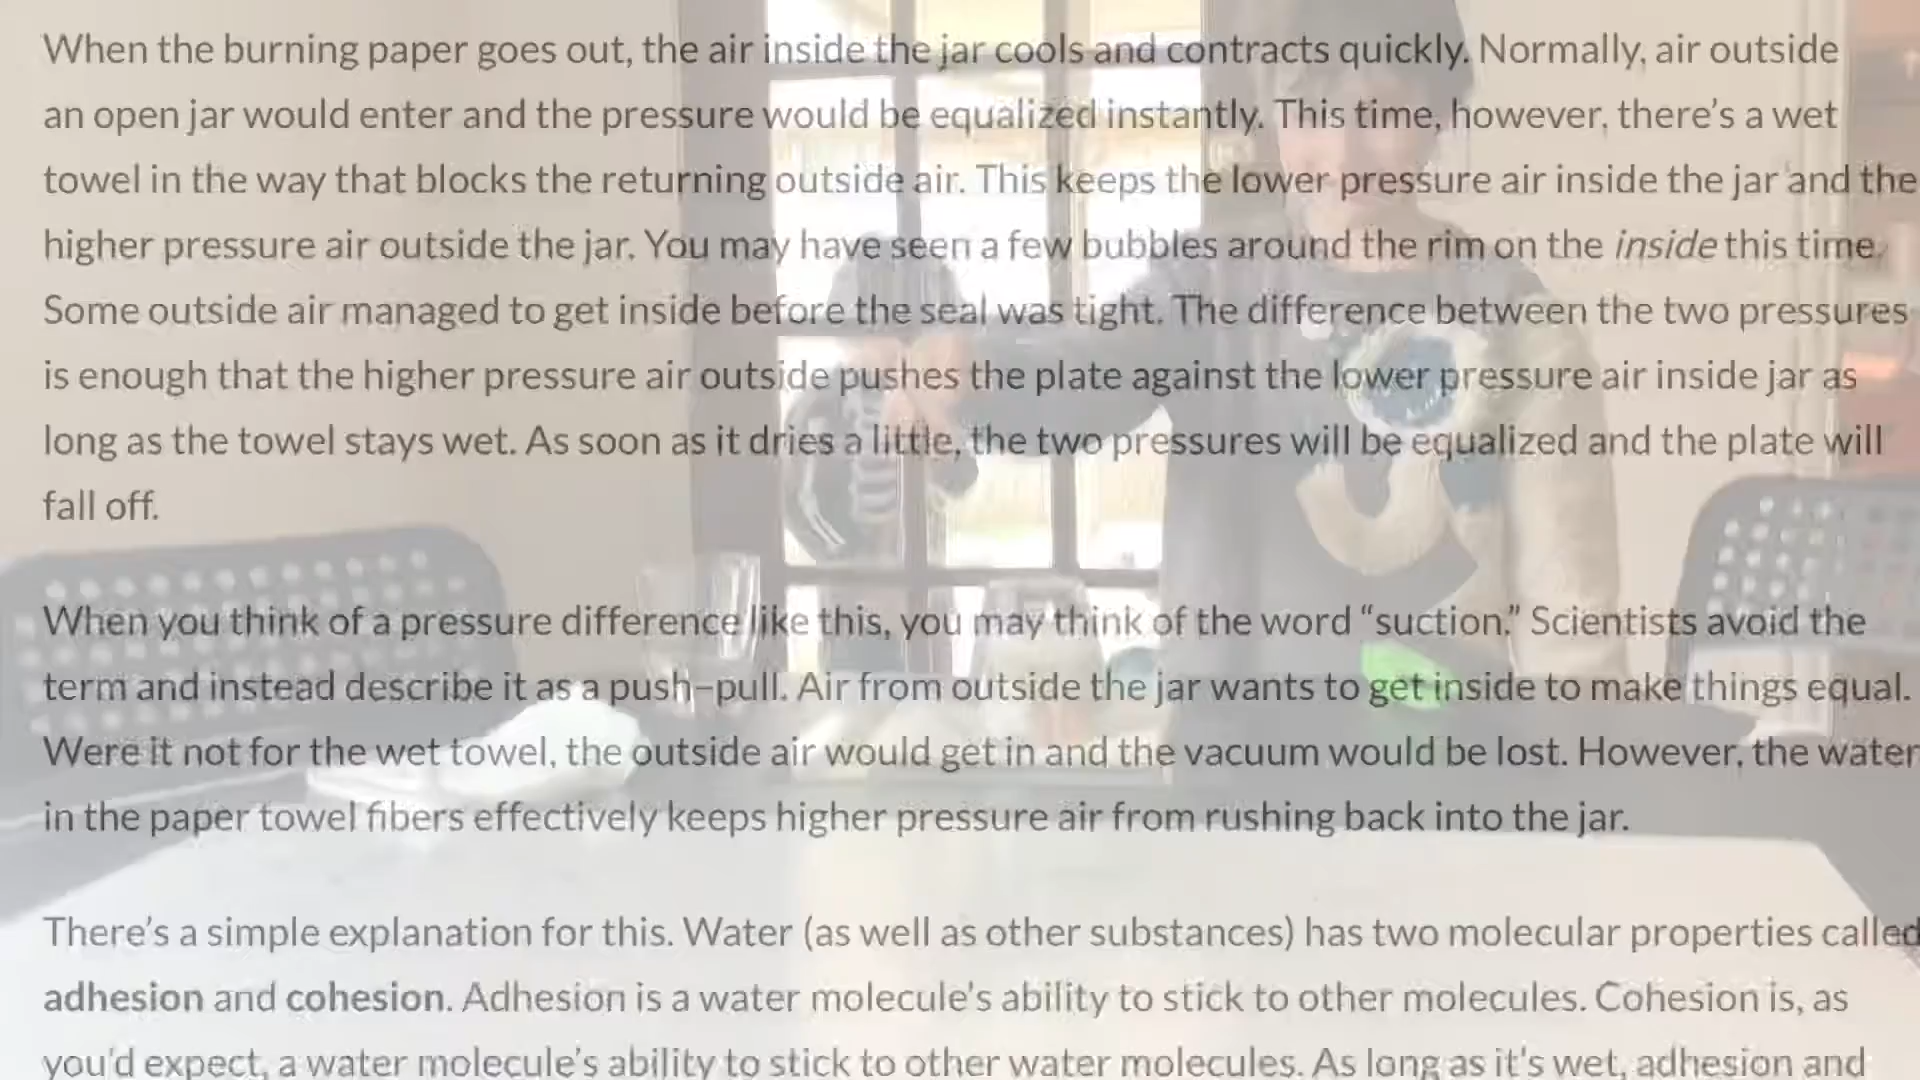 When the burning paper goes out, the air inside the jar cools and contracts quickly. Normally, air outside
an open jar would enter and the pressure would be equalized instantly. This time, however, there’s a wet
towel in the way that blocks the returning outside air. This keeps the lower pressure air inside the jar and the
higher pressure air outside the jar. You may have seen a few bubbles around the rim on the inside this time.
Some outside air managed to get inside before the seal was tight. The difference between the two pressures
is enough that the higher pressure air outside pushes the plate against the lower pressure air inside jar as
long as the towel stays wet. As soon as it dries a little, the two pressures will be equalized and the plate will
fall off.
When you think of a pressure difference like this, you may think of the word “suction.” Scientists avoid the
term and instead describe it as a push–pull. Air from outside the jar wants to get inside to make things equal.
Were it not for the wet towel, the outside air would get in and the vacuum would be lost. However, the water
in the paper towel fibers effectively keeps higher pressure air from rushing back into the jar.
There’s a simple explanation for this. Water (as well as other substances) has two molecular properties called
adhesion and cohesion. Adhesion is a water molecule’s ability to stick to other molecules. Cohesion is, as
you’d expect, a water molecule’s ability to stick to other water molecules. As long as it’s wet, adhesion and